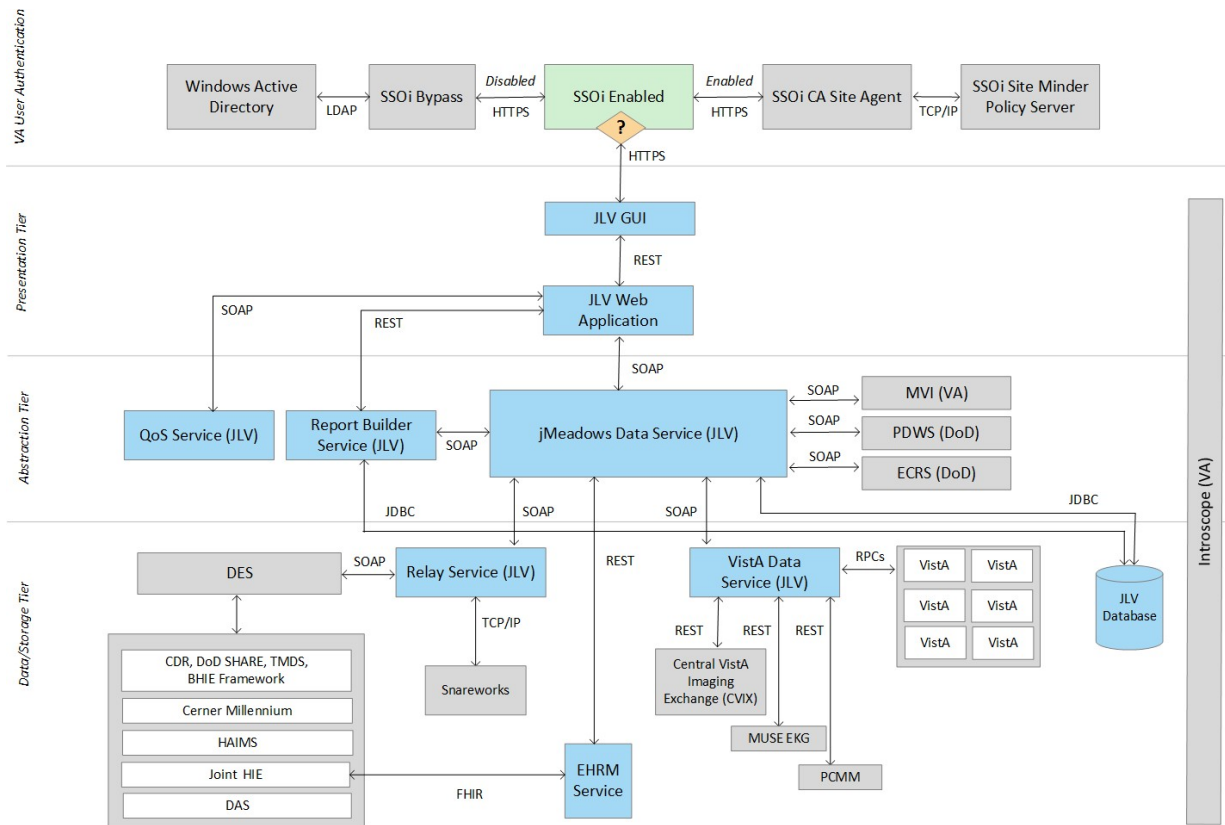 VA User Authentication
Windows Active
Directory
LDAP
SSOi Bypass
Disabled
HTTPS
SSOi Enabled
?
Enabled
HTTPS
SSOi CA Site Agent
TCP/IP
SSOi Site Minder
Policy Server
HTTPS
Presentation Tier
JLV GUI
REST
JLV Web
Application
SOAP
REST
SOAP
Introscope (VA)
Abstraction Tier
QoS Service (JLV)
Report Builder
Service (JLV)
SOAP
jMeadows Data Service (JLV)
SOAP
MVI (VA)
SOAP
PDWS (DoD)
SOAP
ECRS (DoD)
JDBC
SOAP
SOAP
JDBC
Data/Storage Tier
DES
SOAP
Relay Service (JLV)
REST
VistA Data
Service (JLV)
RPCs
VistA
VistA
VistA
VistA
VistA
VistA
JLV
Database
TCP/IP
Snareworks
REST
REST
REST
Central VistA
Imaging
Exchange (CVIX)
MUSE EKG
PCMM
CDR, DoD SHARE, TMDS,
BHIE Framework
Cerner Millennium
HAIMS
Joint HIE
DAS
FHIR
EHRM
Service